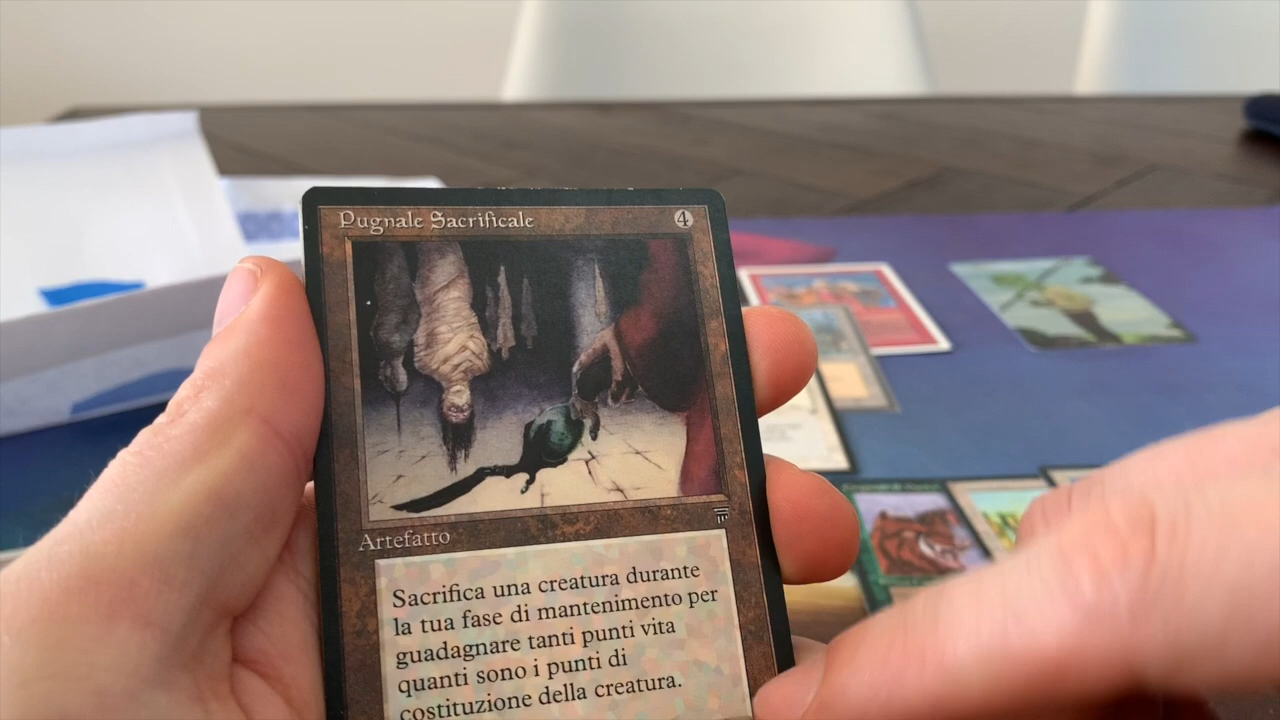 Pugnale Sacrificale 4
Artefatto
Sacrifica una creatura durante
la tua fase di mantenimento per
guadagnare tanti punti vita
quanti sono i punti di
costituzione della creatura.